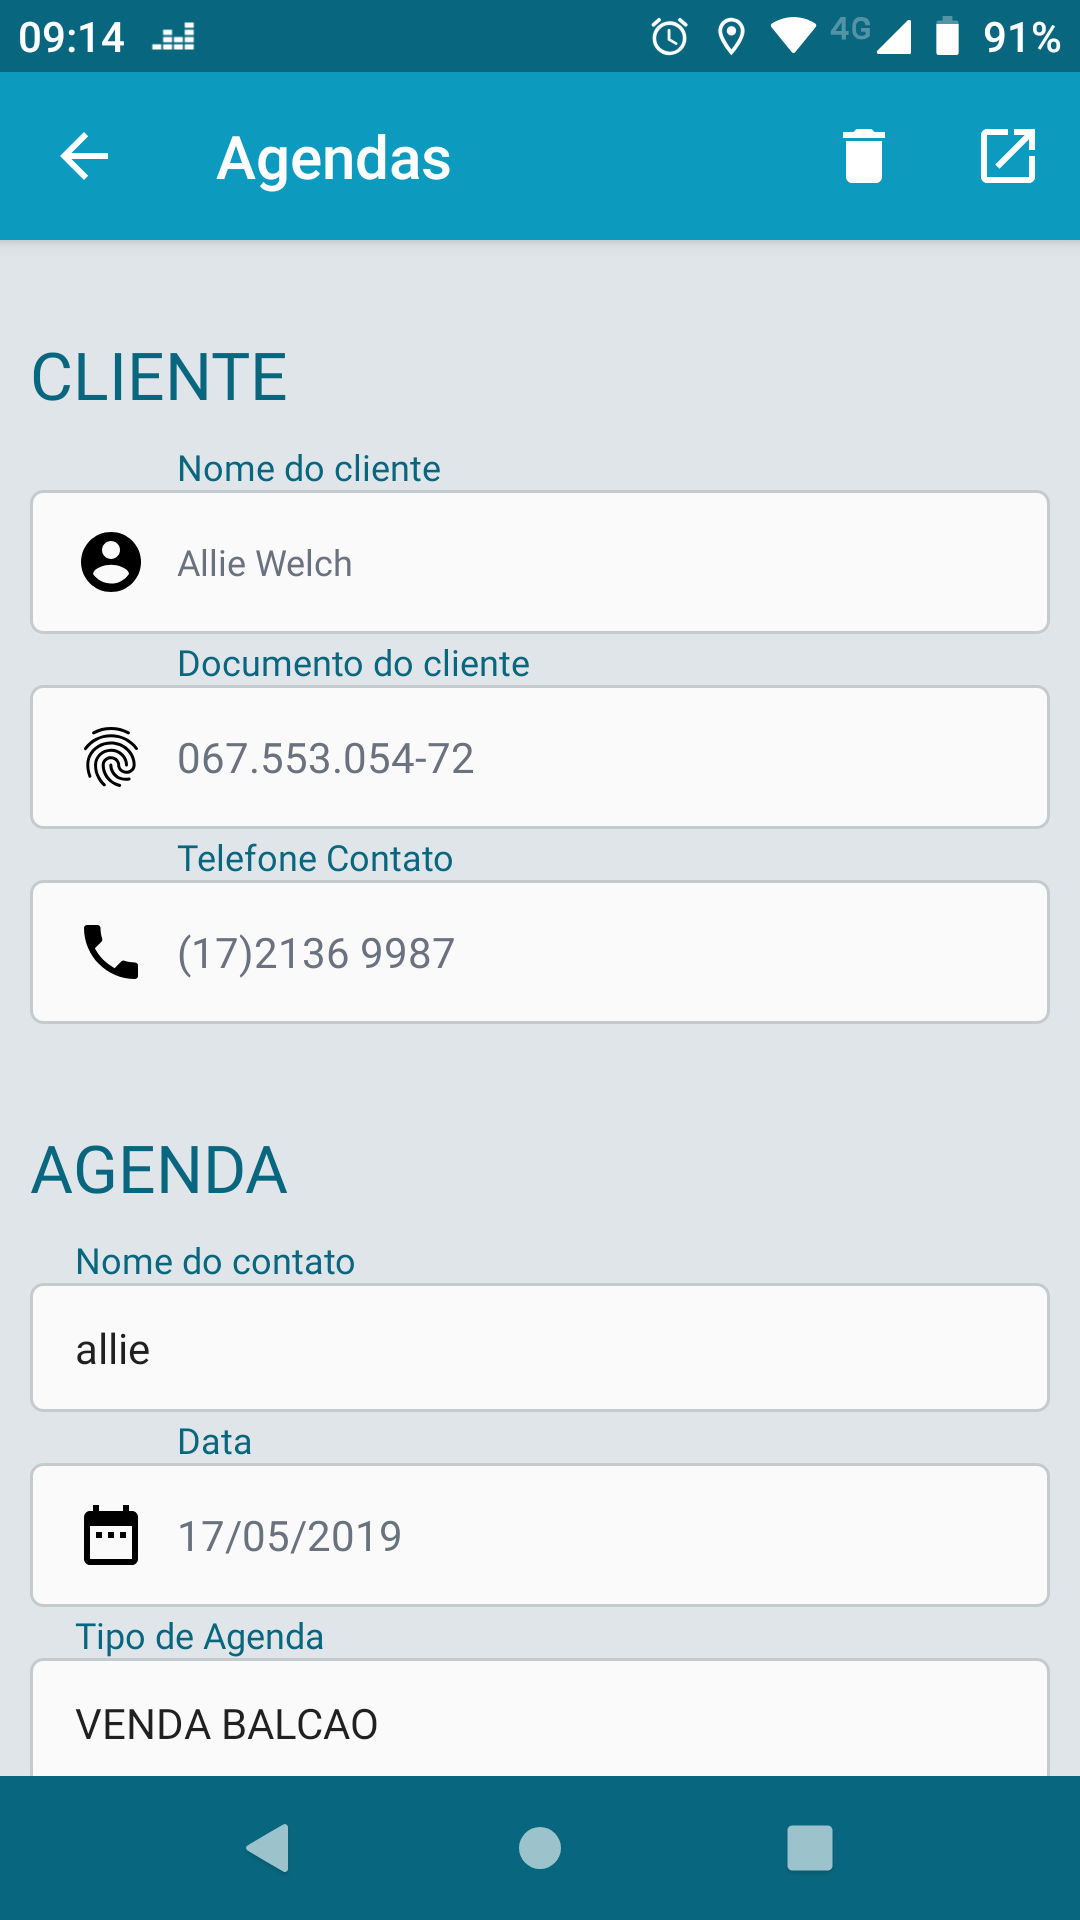 09:14 4G 91%
Agendas
CLIENTE
Nome do cliente
Allie Welch
Documento do cliente
067.553.054-72
Telefone Contato
(17)2136 9987
AGENDA
Nome do contato
allie
Data
17/05/2019
Tipo de Agenda
VENDA BALCAO